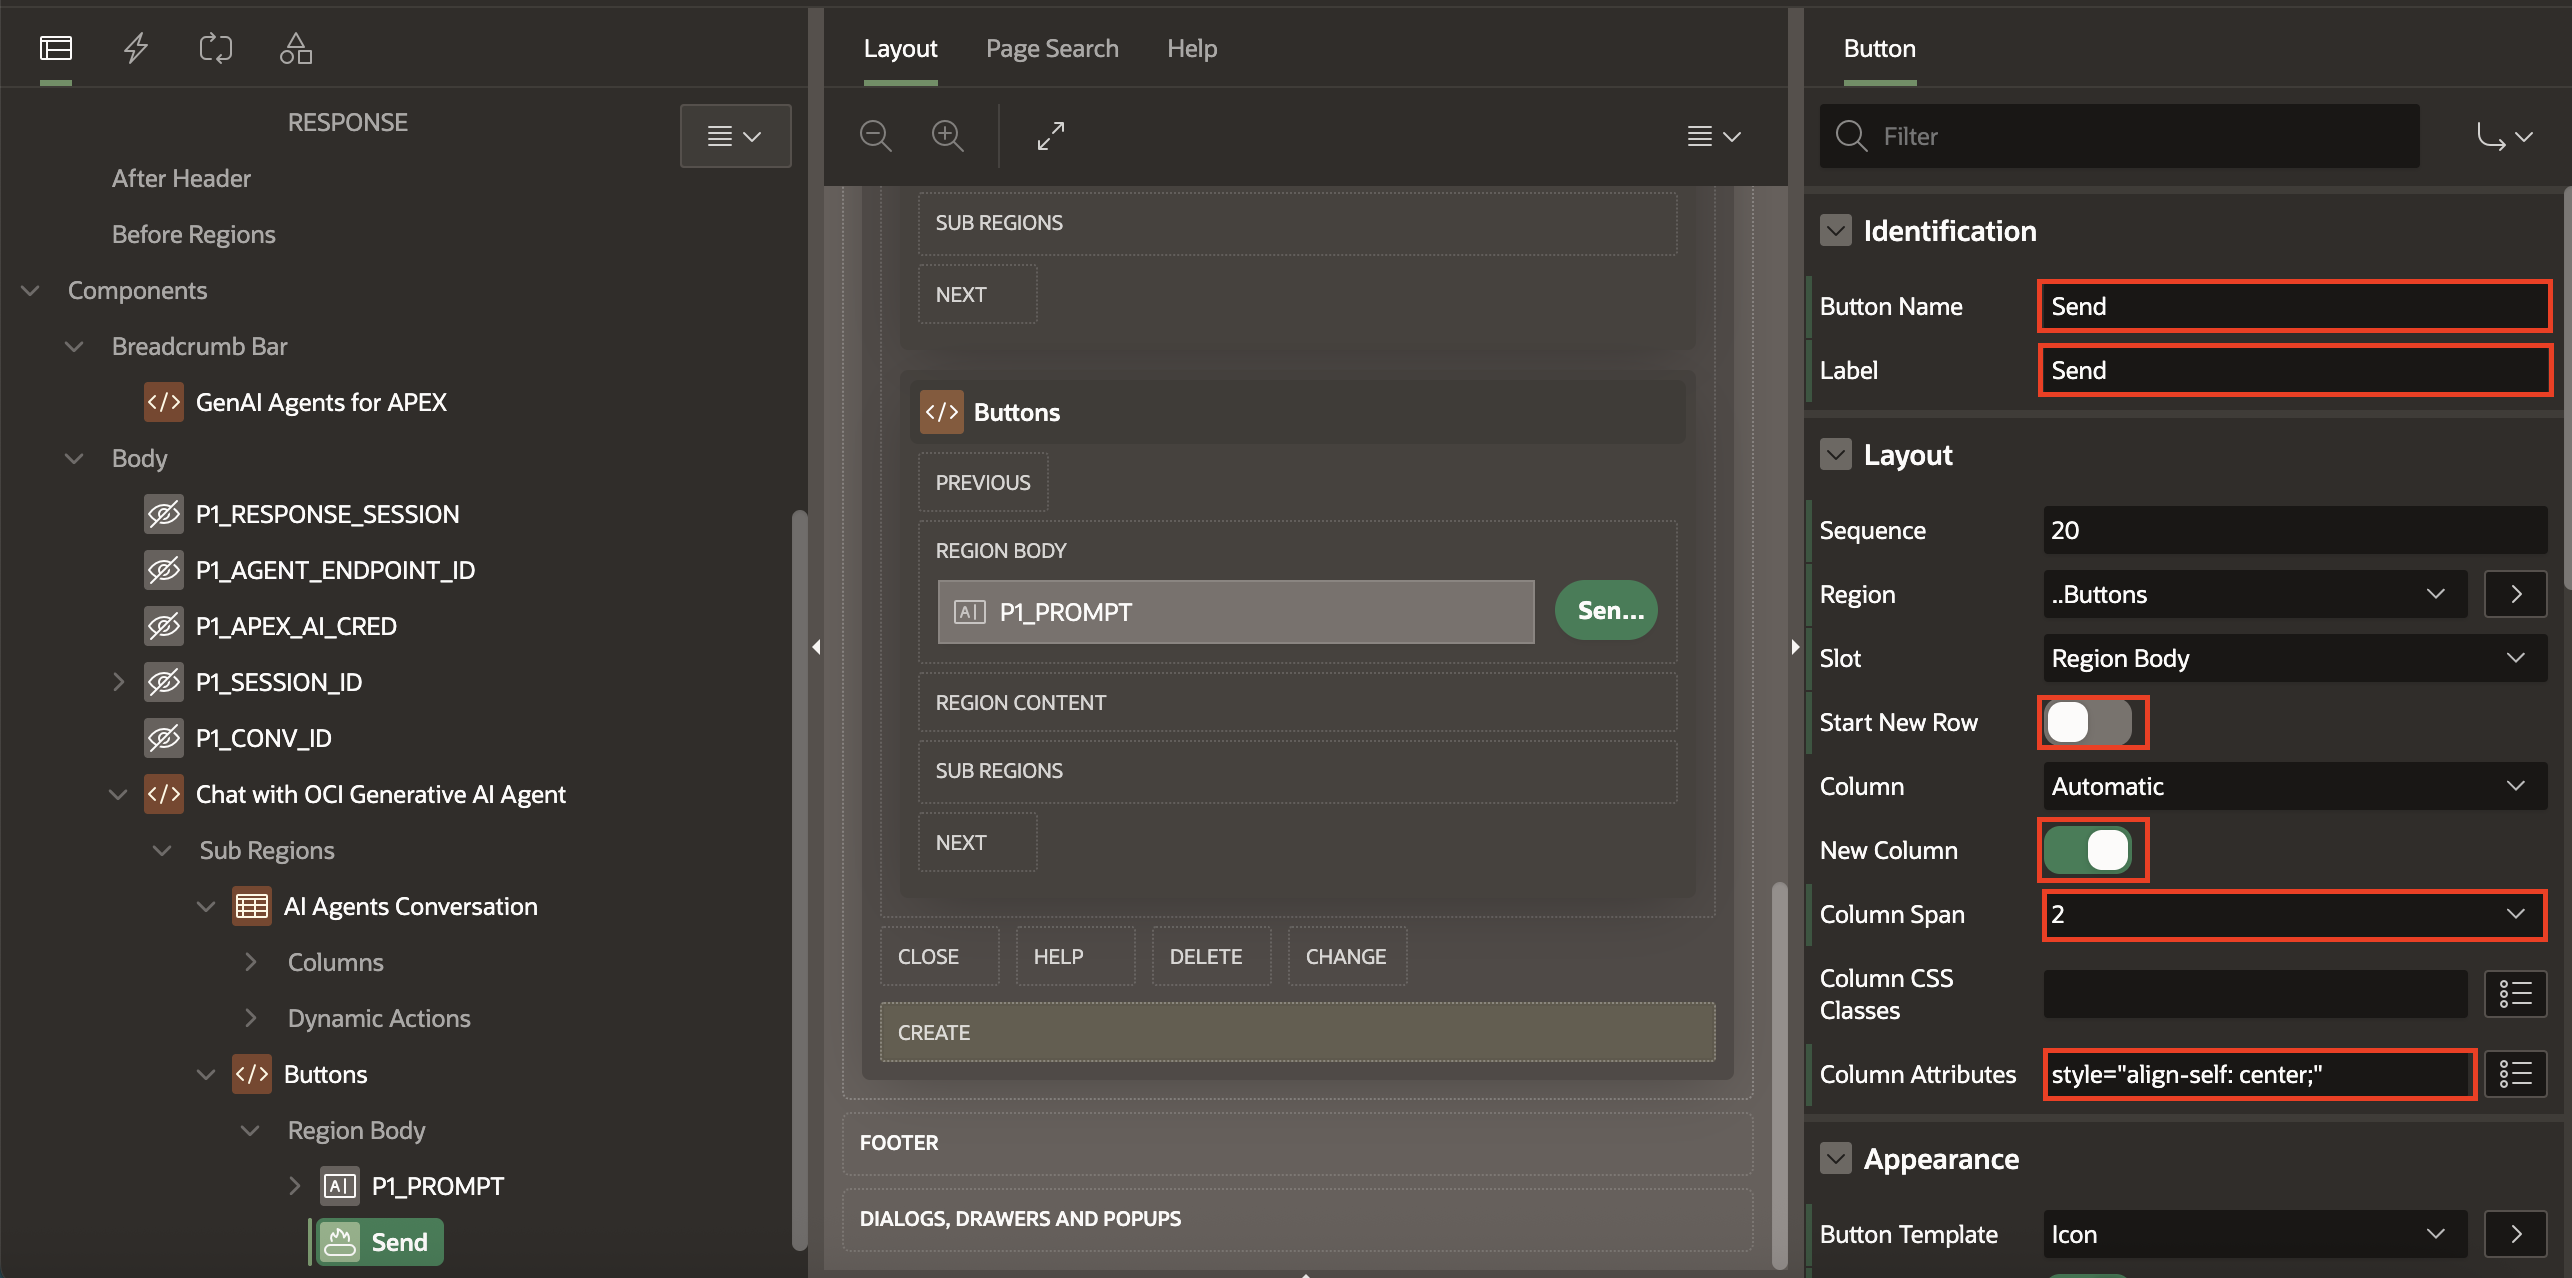 RESPONSE
After Header
Before Regions
Components
Breadcrumb Bar
GenAI Agents for APEX
Body
P1_RESPONSE_SESSION
P1_AGENT_ENDPOINT_ID
P1_APEX_AI_CRED
P1_SESSION_ID
P1_CONV_ID
Chat with OCI Generative AI Agent
Sub Regions
AI Agents Conversation
Columns
Dynamic Actions
Buttons
Region Body
P1_PROMPT
Send
Layout Page Search Help
SUB REGIONS
NEXT
Buttons
PREVIOUS
REGION BODY
P1_PROMPT Sen...
REGION CONTENT
SUB REGIONS
NEXT
CLOSE HELP DELETE CHANGE
CREATE
FOOTER
DIALOGS, DRAWERS AND POPUPS
Button
Filter
Identification
Button Name Send
Label Send
Layout
Sequence 20
Region ..Buttons
Slot Region Body
Start New Row
Column Automatic
New Column
Column Span 2
Column CSS
Classes
Column Attributes style="align-self: center;"
Appearance
Button Template Icon